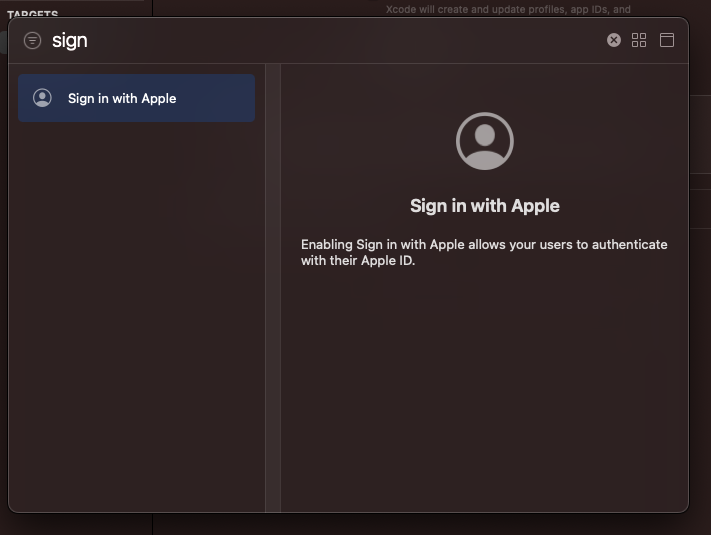 Xcode will create and update profiles, app IDs, and
TARGETS
sign
Sign in with Apple
Sign in with Apple
Enabling Sign in with Apple allows your users to authenticate
with their Apple ID.